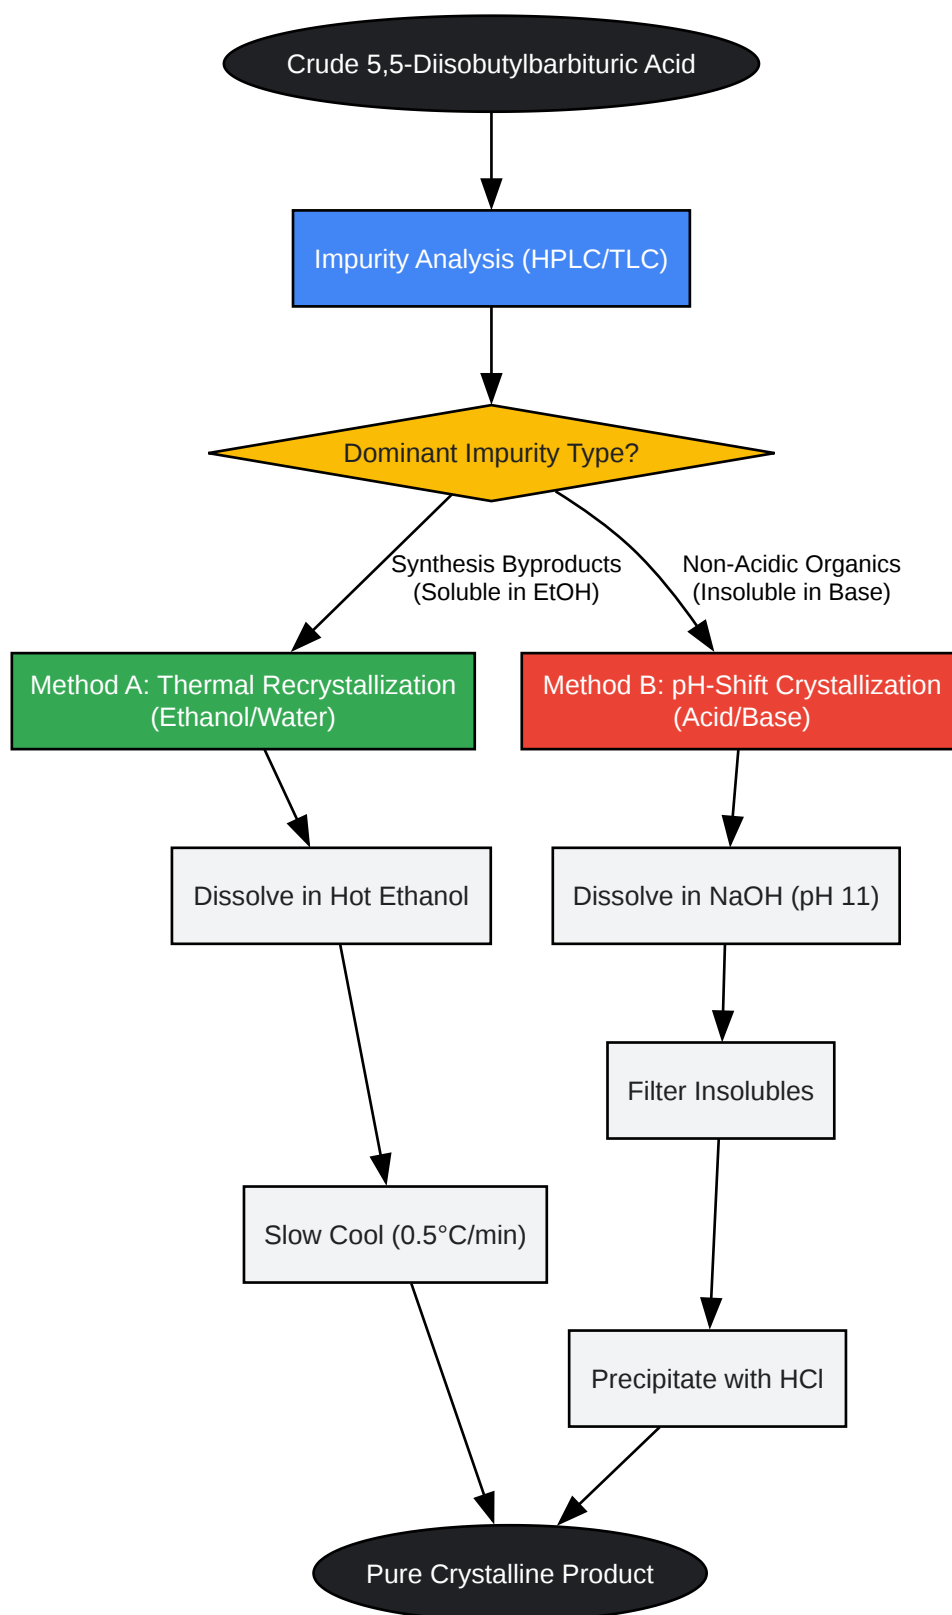 Crude 5,5-Diisobutylbarbituric Acid
Impurity Analysis (HPLC/TLC)
Dominant Impurity Type?
Synthesis Byproducts
(Soluble in EtOH)
Non-Acidic Organics
(Insoluble in Base)
Method A: Thermal Recrystallization
(Ethanol/Water)
Method B: pH-Shift Crystallization
(Acid/Base)
Dissolve in Hot Ethanol
Dissolve in NaOH (pH 11)
Filter Insolubles
Slow Cool (0.5°C/min)
Precipitate with HCl
Pure Crystalline Product